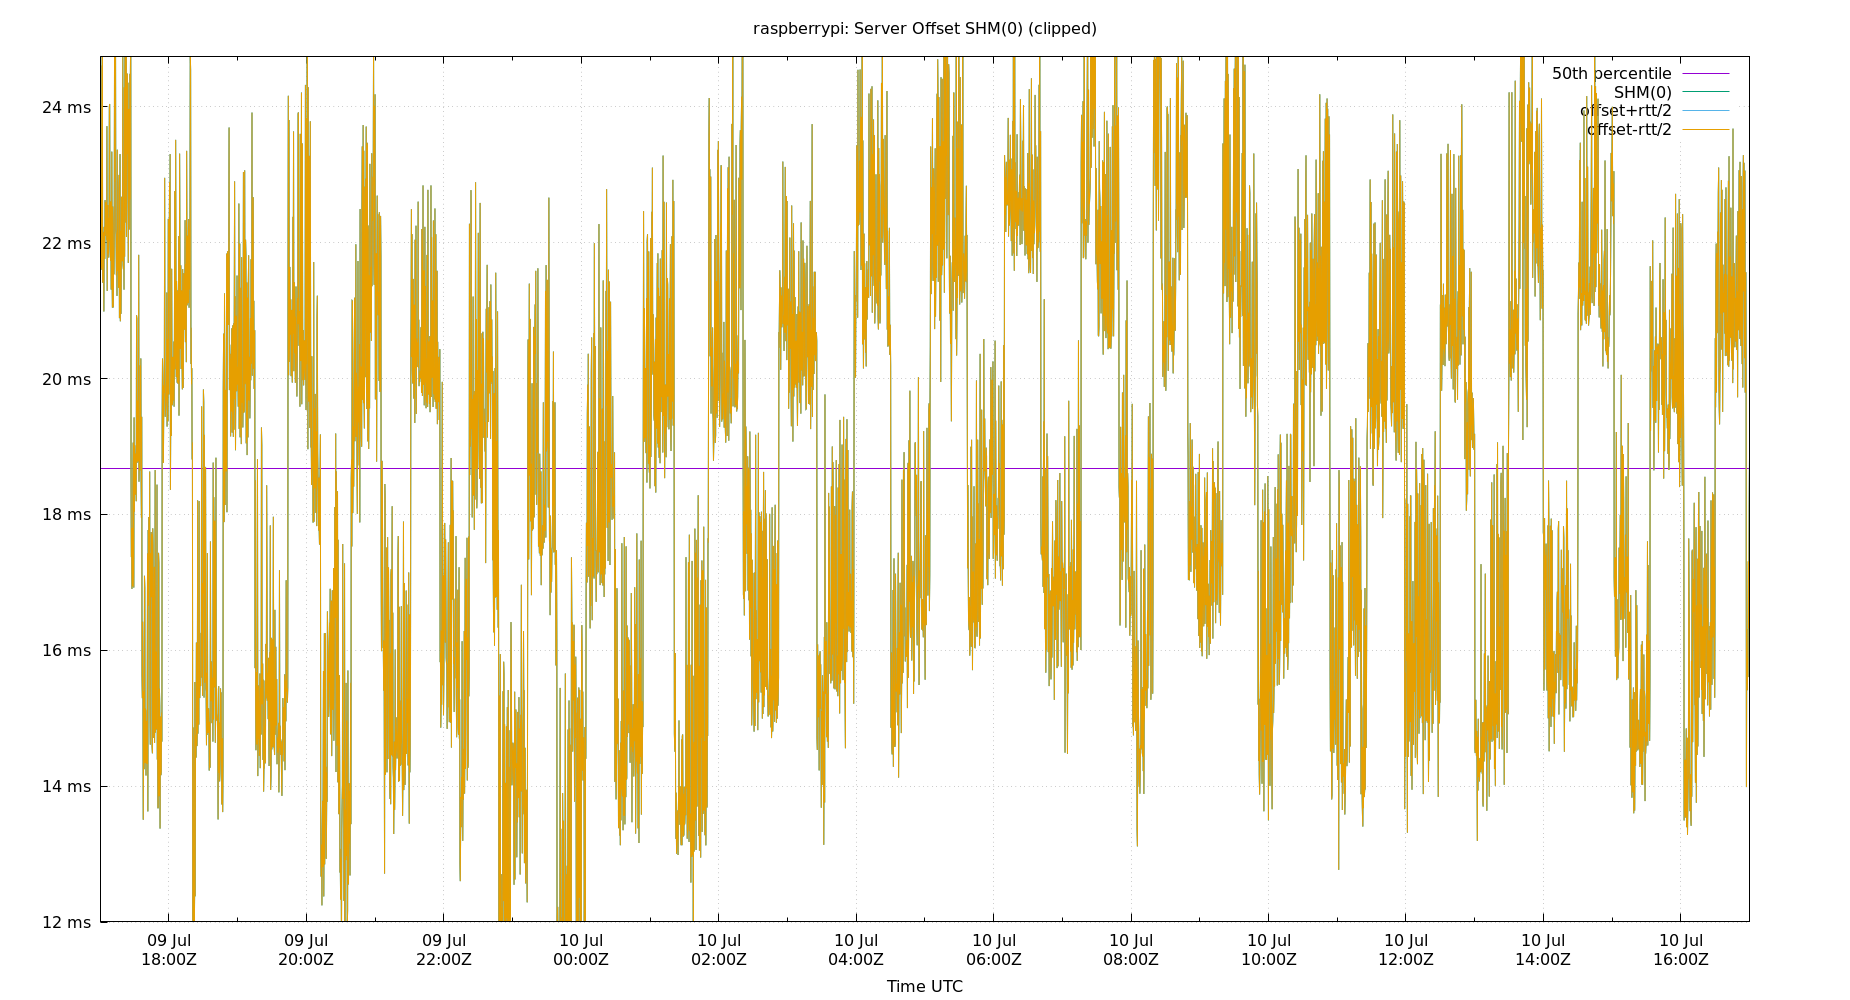 raspberrypi: Server Offset SHM(0) (clipped)
50th percentile
SHM(0)
offset+rtt/2
offset-rtt/2
24 ms
22 ms
20 ms
18 ms
16 ms
14 ms
12 ms
09 Jul 09 Jul 09 Jul 10 Jul 10 Jul 10 Jul 10 Jul 10 Jul 10 Jul 10 Jul 10 Jul 10 Jul
18:00Z 20:00Z 22:00Z 00:00Z 02:00Z 04:00Z 06:00Z 08:00Z 10:00Z 12:00Z 14:00Z 16:00Z
Time UTC